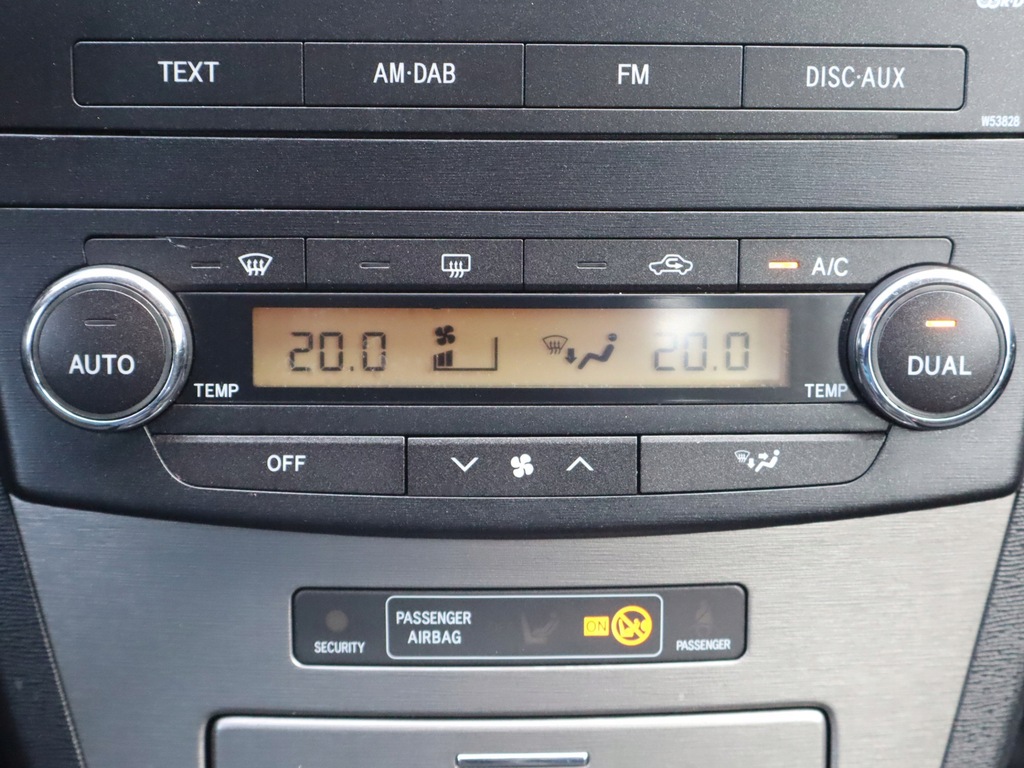 TEXT
AM·DAB
FM
DISC·AUX
W53828
A/C
AUTO
TEMP
20.0
20.0
TEMP
DUAL
OFF
SECURITY
PASSENGER
AIRBAG
ON
PASSENGER